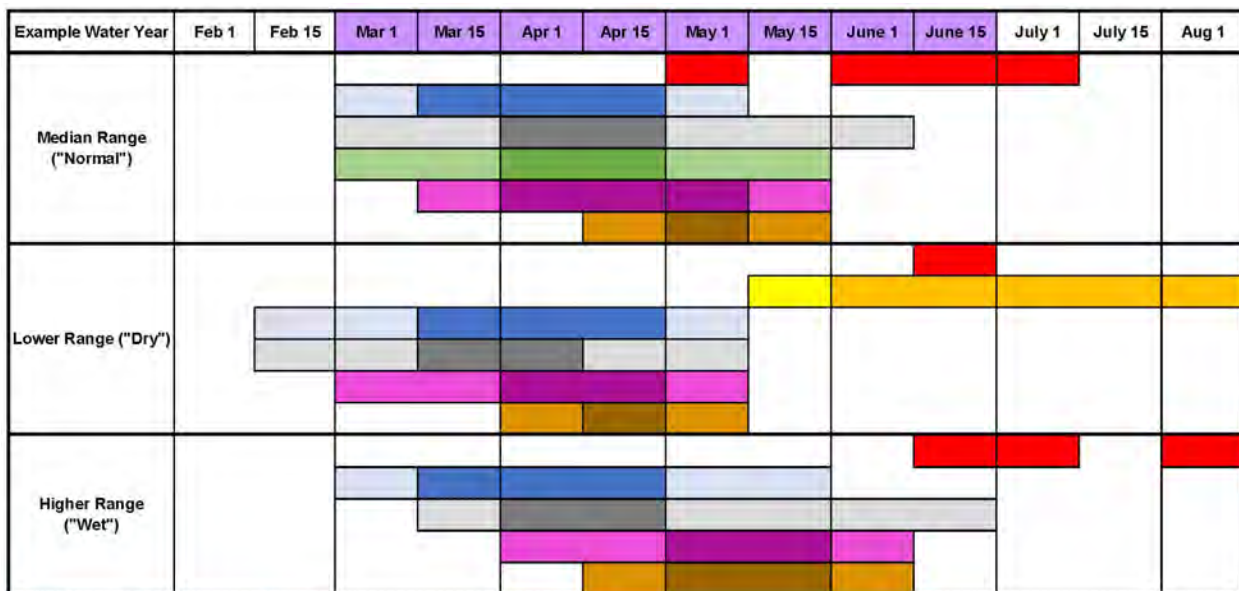 Example Water Year Feb 1 Feb 15 Mar 1 Mar 15 Apr 1 Apr 15 May 1 May 15 June 1 June 15 July 1 July 15 Aug 1
Median Range
("Normal")
Lower Range ("Dry")
Higher Range
("Wet")